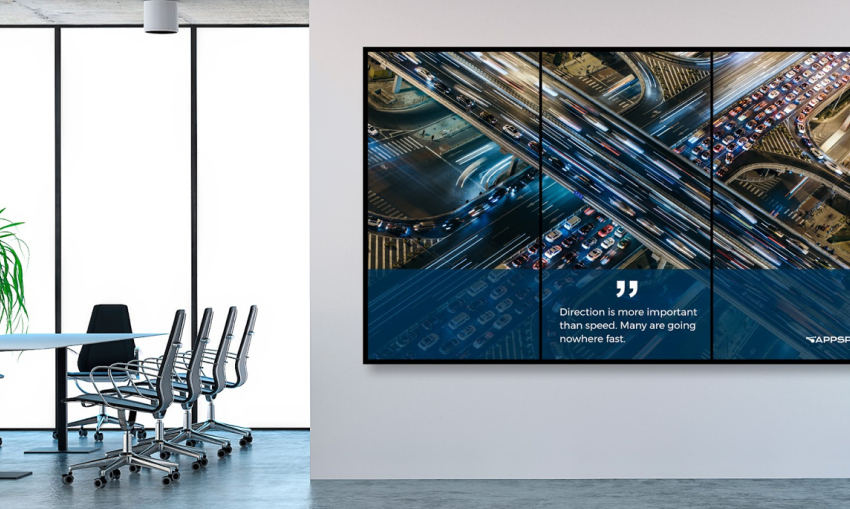 ”
Direction is more important
than speed. Many are going
nowhere fast.